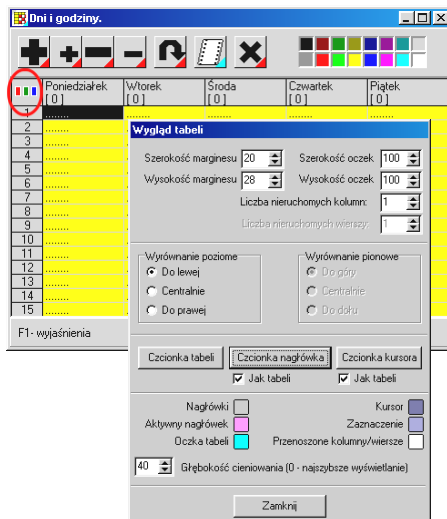 Dni i godziny.
Poniedziałek Wtorek Środa Czwartek Piątek
[ 0 ] [ 0 ] [ 0 ] [ 0 ] [ 0 ]
1 ........ ........ ........ ........ ........
2 ........
3 ........
4 ........
5 ........
6 ........
7 ........
8 ........
9 ........
10 ........
11 ........
12 ........
13 ........
14 ........
15 ........
F1- wyjaśnienia
Wygląd tabeli
Szerokość marginesu 20 Szerokość oczek 100
Wysokość marginesu 28 Wysokość oczek 100
Liczba nieruchomych kolumn: 1
Liczba nieruchomych wierszy: 1
Wyrównanie poziome Wyrównanie pionowe
Do lewej Do góry
Centralnie Centralnie
Do prawej Do dołu
Czcionka tabeli Czcionka nagłówka Czcionka kursora
Jak tabeli Jak tabeli
Nagłówki Kursor
Aktywny nagłówek Zaznaczenie
Oczka tabeli Przenoszone kolumny/wiersze
40 Głębokość cieniowania (0 - najszybsze wyświetlanie)
Zamknij